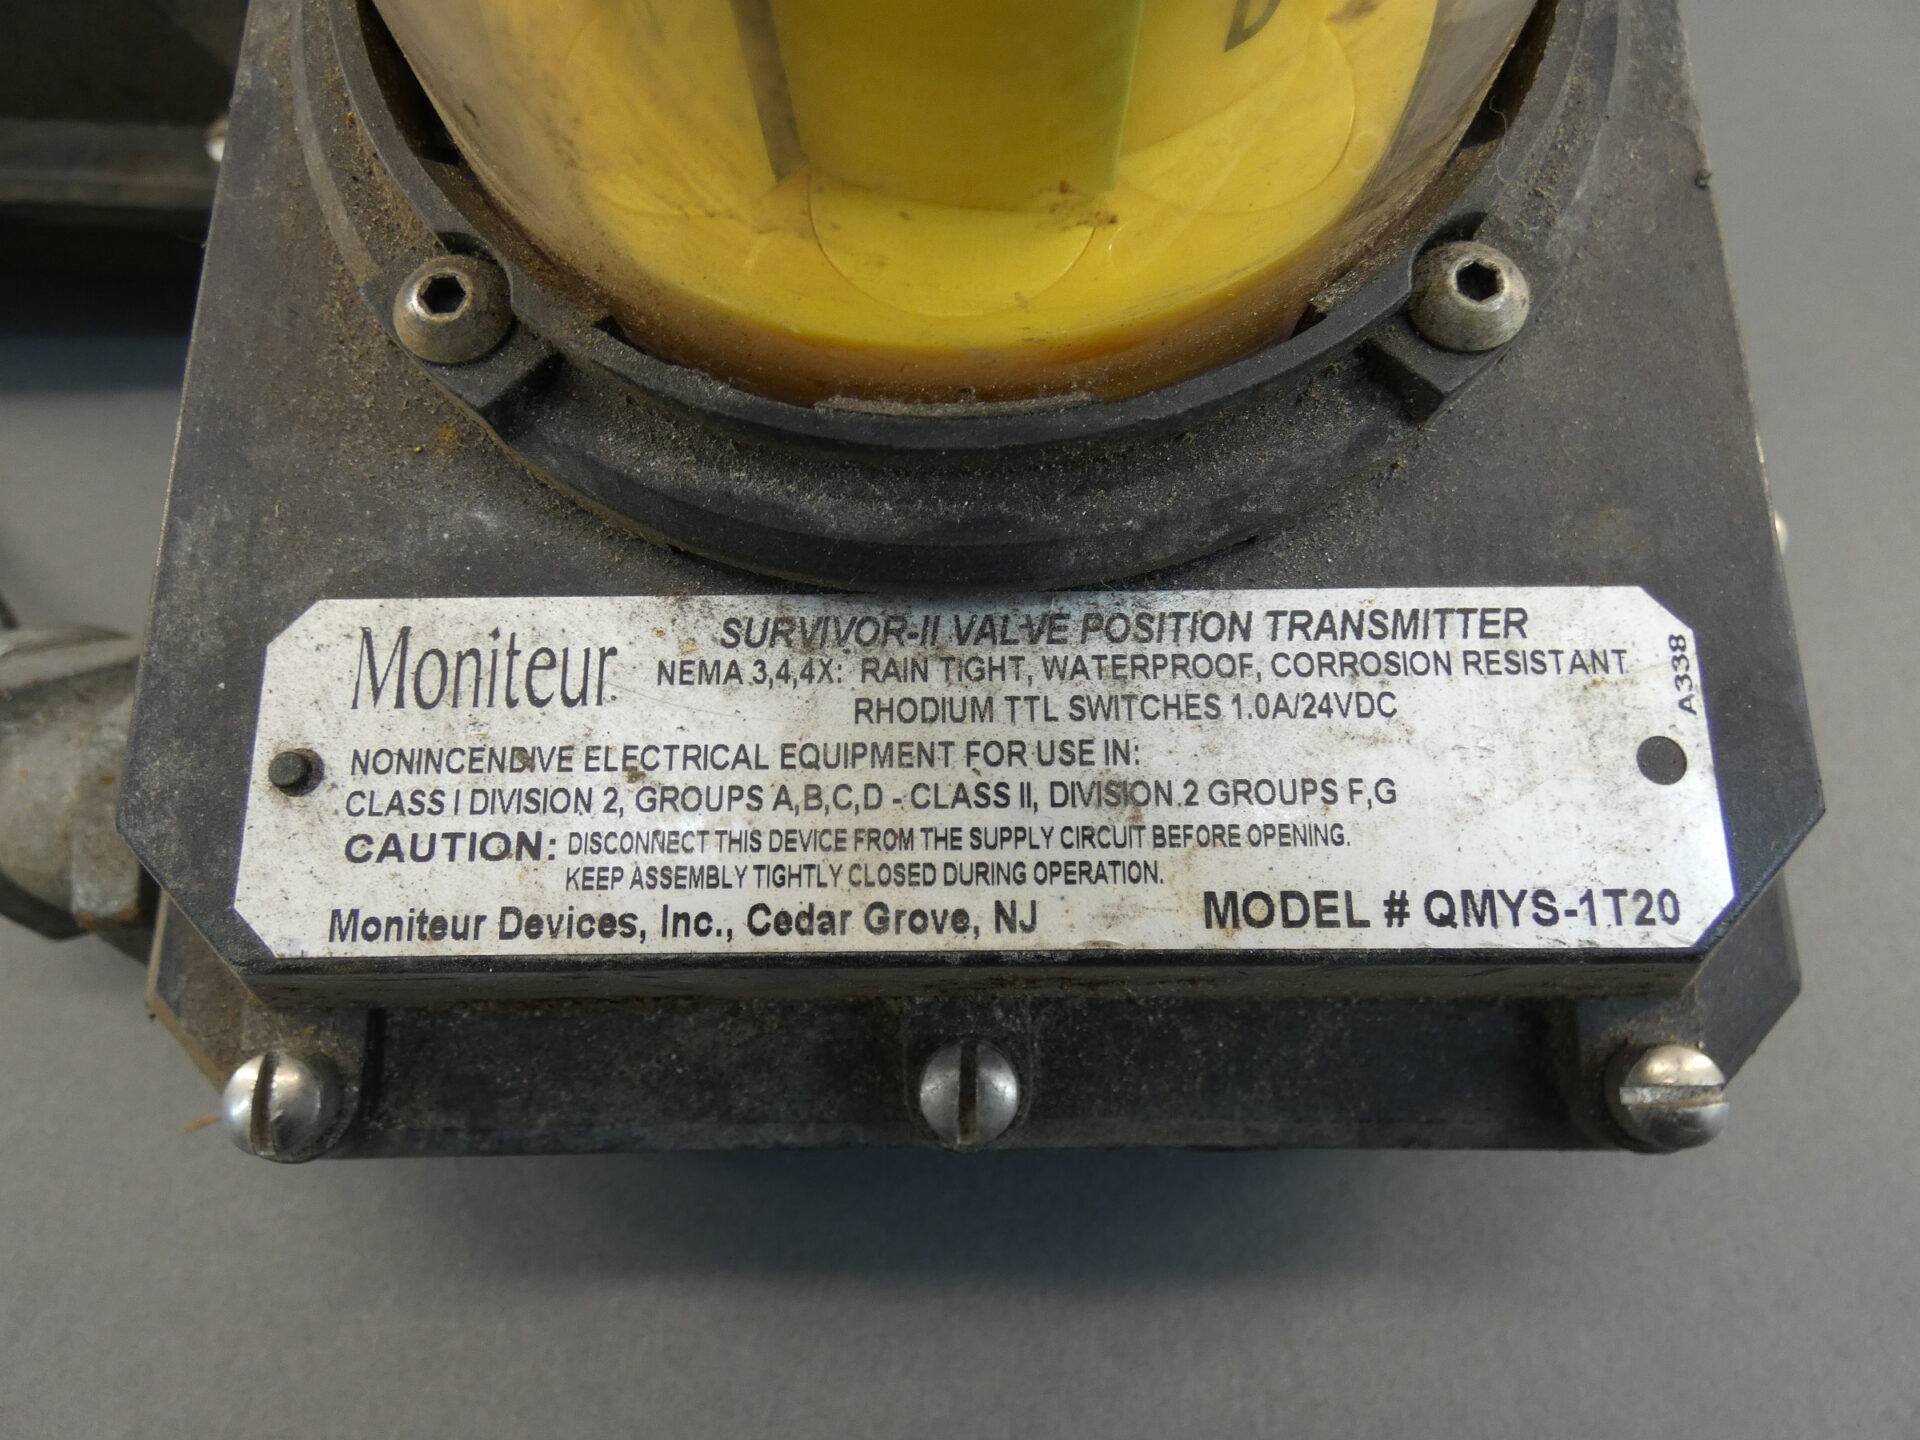 D
Moniteur
SURVIVOR-II VALVE POSITION TRANSMITTER
NEMA 3,4,4X: RAIN TIGHT, WATERPROOF, CORROSION RESISTANT
RHODIUM TTL SWITCHES 1.0A/24VDC
A338
NONINCENDIVE ELECTRICAL EQUIPMENT FOR USE IN:
CLASS I DIVISION 2, GROUPS A,B,C,D - CLASS II, DIVISION 2 GROUPS F,G
CAUTION: DISCONNECT THIS DEVICE FROM THE SUPPLY CIRCUIT BEFORE OPENING.
KEEP ASSEMBLY TIGHTLY CLOSED DURING OPERATION.
Moniteur Devices, Inc., Cedar Grove, NJ
MODEL # QMYS-1T20